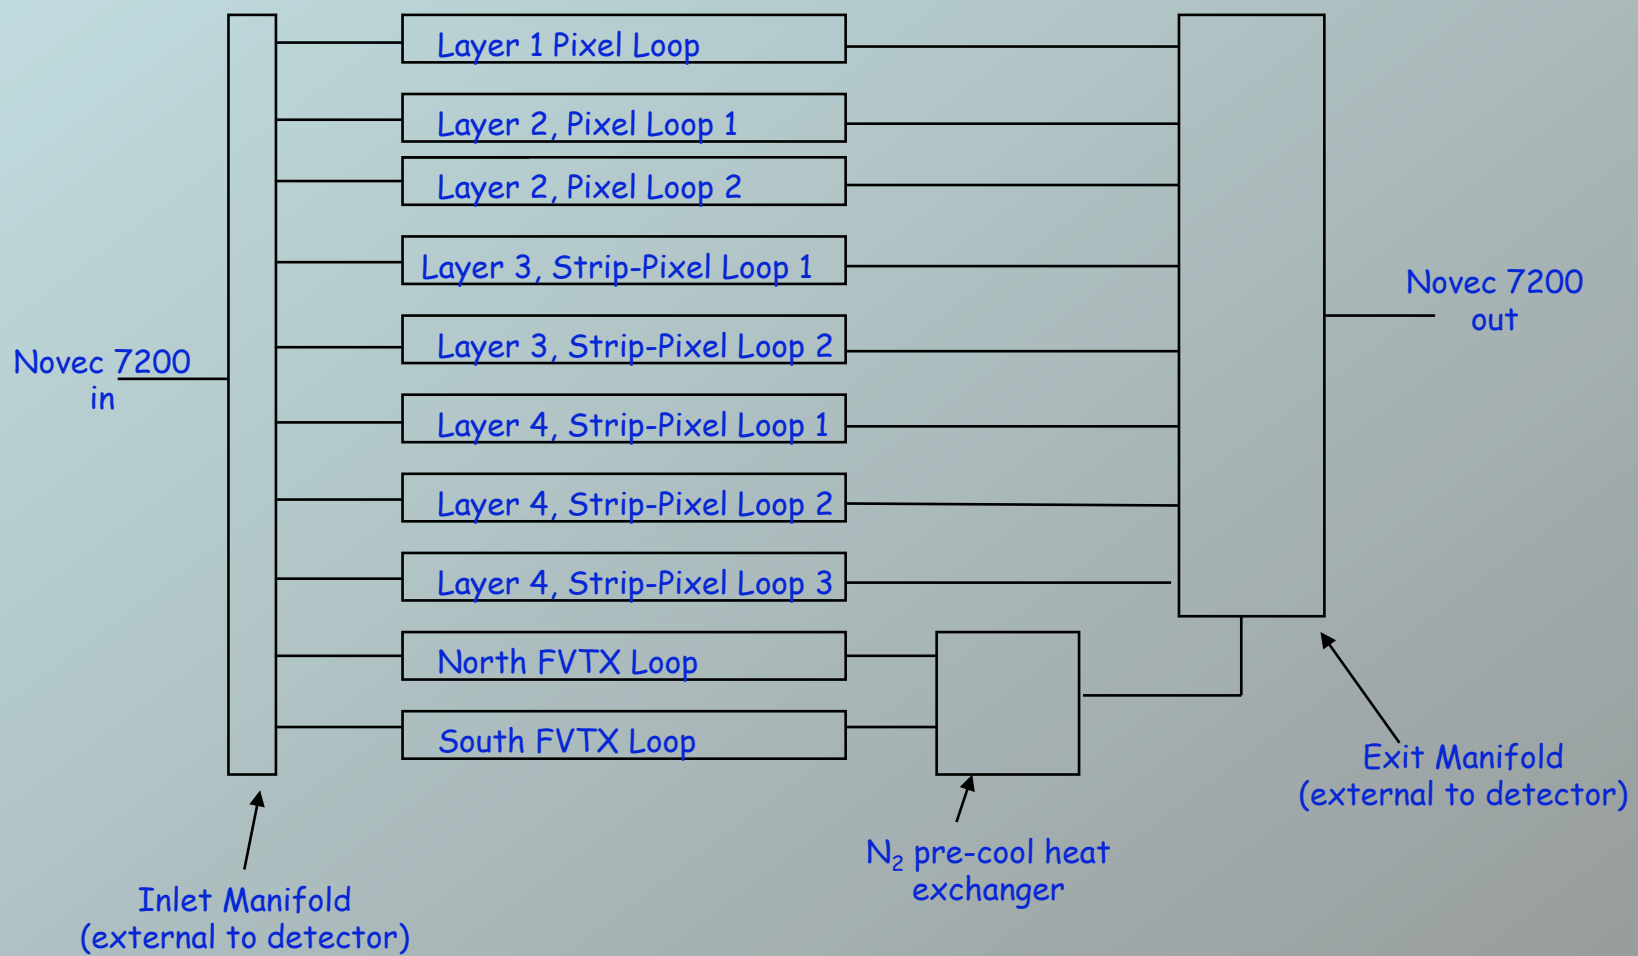 Layer 1 Pixel Loop
Layer 2, Pixel Loop 1
Layer 2, Pixel Loop 2
Layer 3, Strip-Pixel Loop 1
Layer 3, Strip-Pixel Loop 2
Layer 4, Strip-Pixel Loop 1
Layer 4, Strip-Pixel Loop 2
Layer 4, Strip-Pixel Loop 3
North FVTX Loop
South FVTX Loop
Novec 7200
in
Novec 7200
out
Inlet Manifold
(external to detector)
N₂ pre-cool heat
exchanger
Exit Manifold
(external to detector)